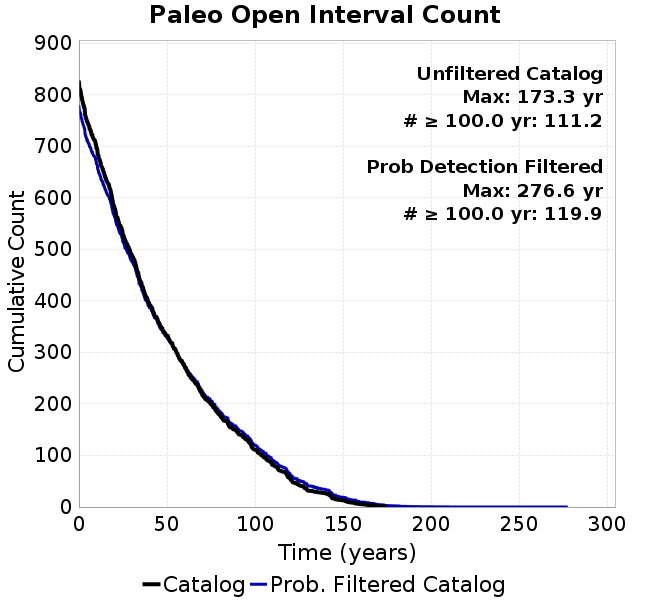 Paleo Open Interval Count
Unfiltered Catalog
Max: 173.3 yr
# ≥ 100.0 yr: 111.2
Prob Detection Filtered
Max: 276.6 yr
# ≥ 100.0 yr: 119.9
Cumulative Count
900
800
700
600
500
400
300
200
100
0
0 50 100 150 200 250 300
Time (years)
Catalog Prob. Filtered Catalog